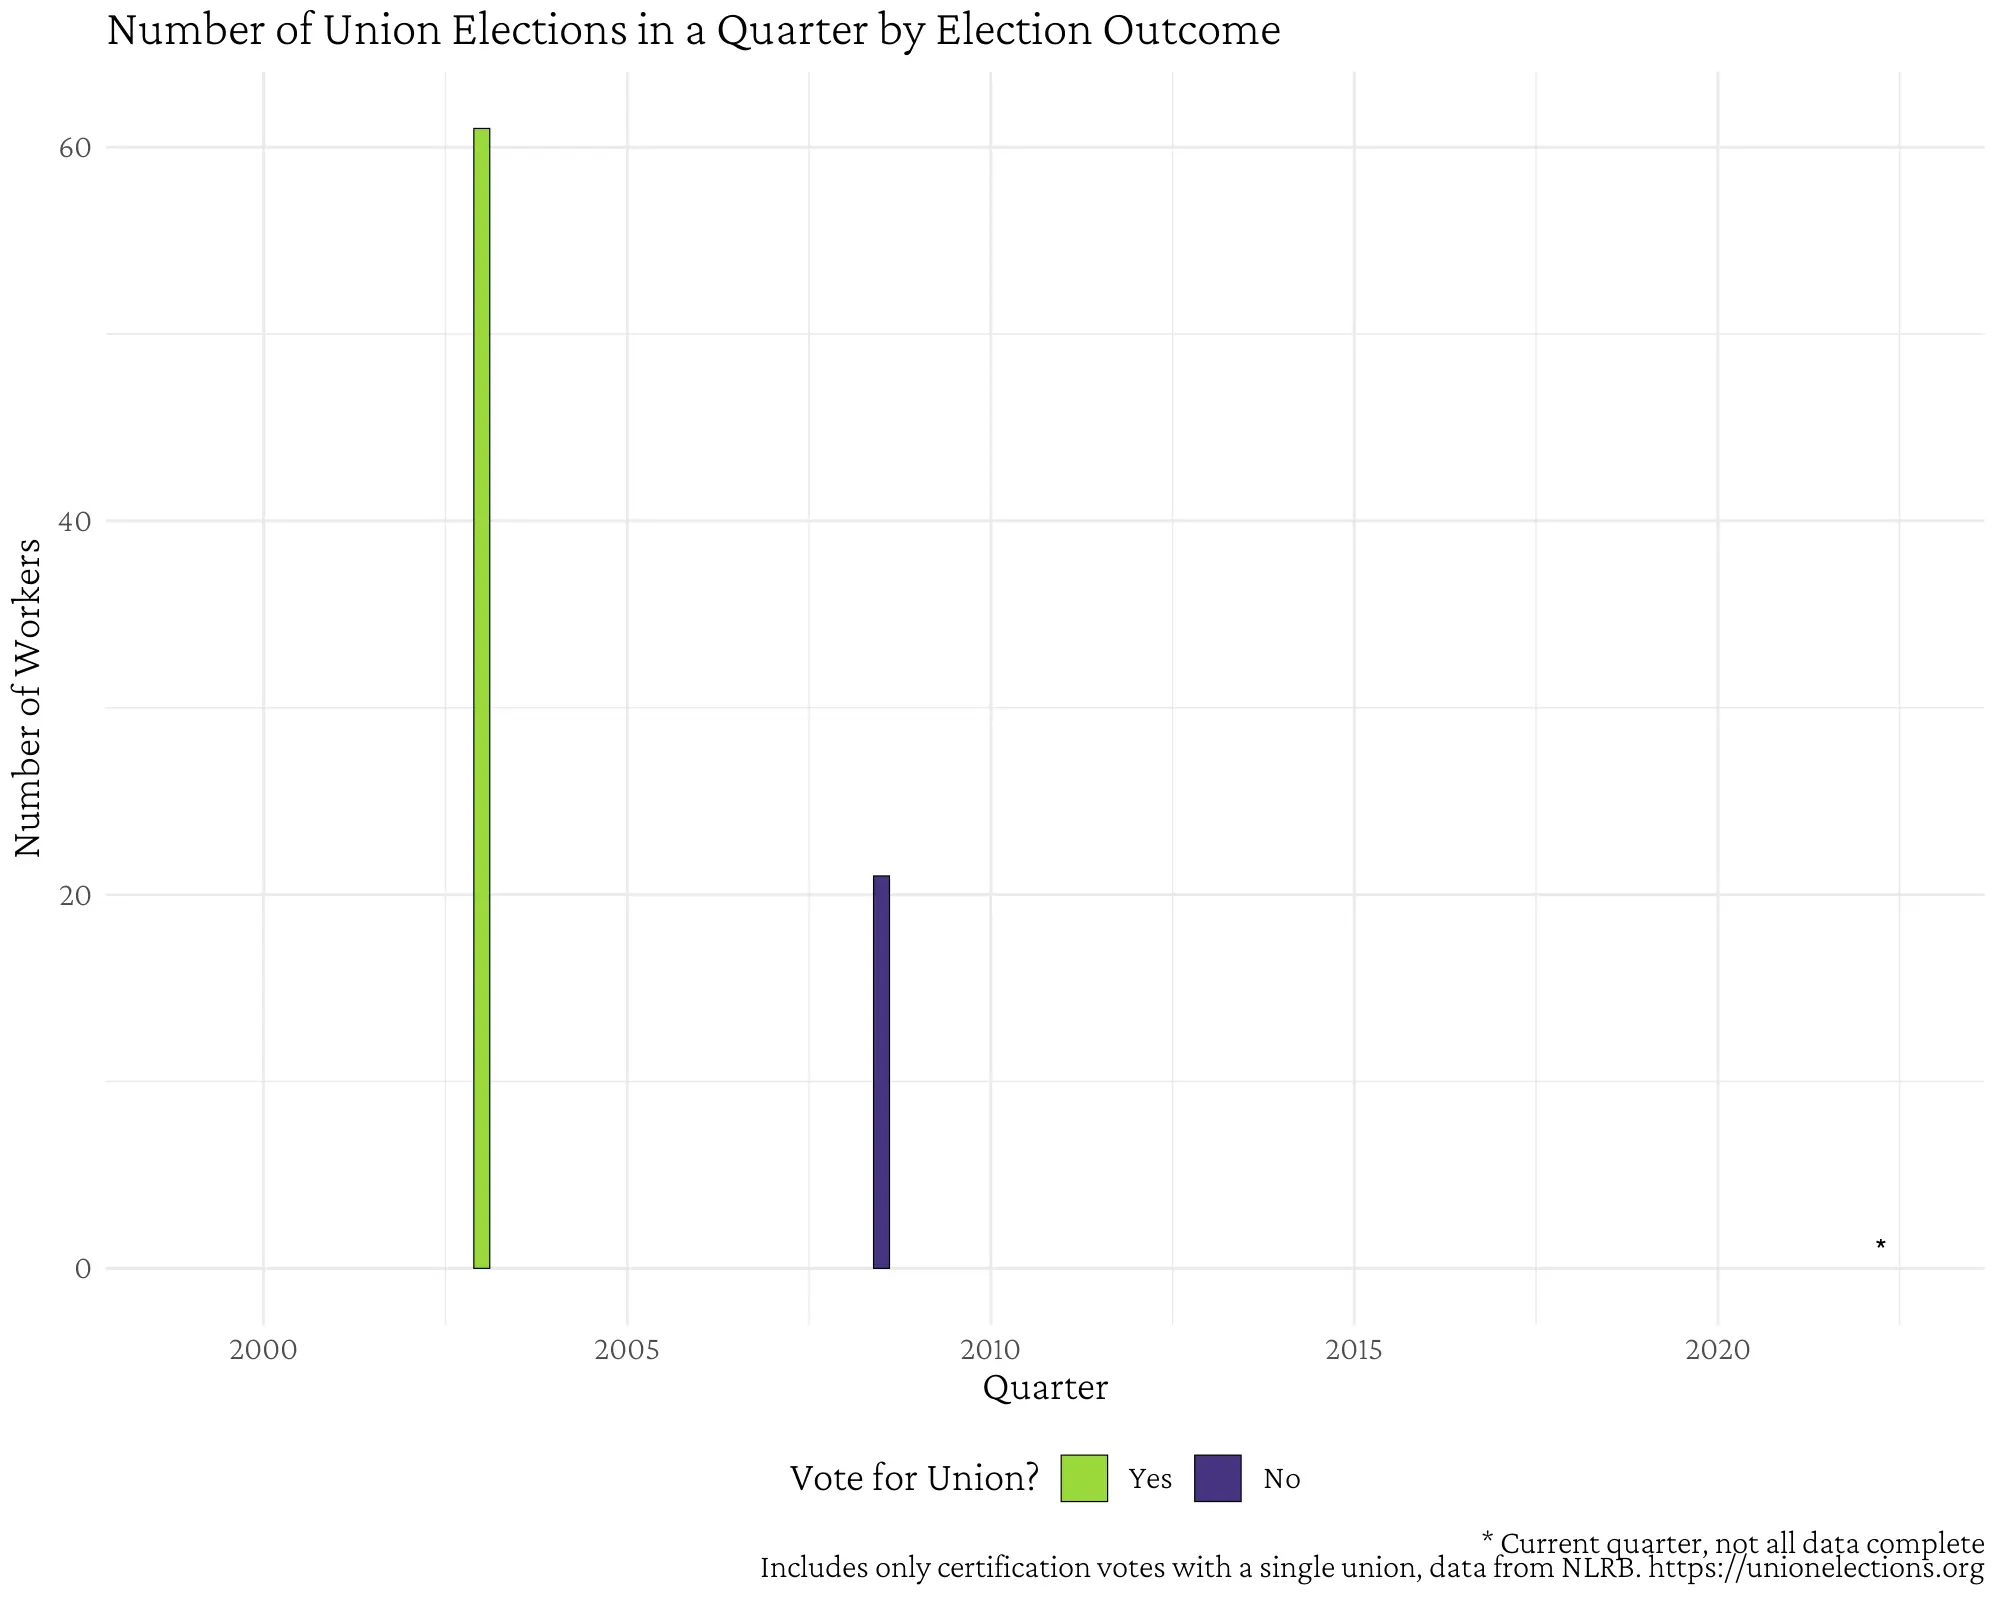 Number of Union Elections in a Quarter by Election Outcome
Number of Workers
60
40
20
0
*
2000 2005 2010 2015 2020
Quarter
Vote for Union? Yes No
* Current quarter, not all data complete
Includes only certification votes with a single union, data from NLRB. https://unionelections.org